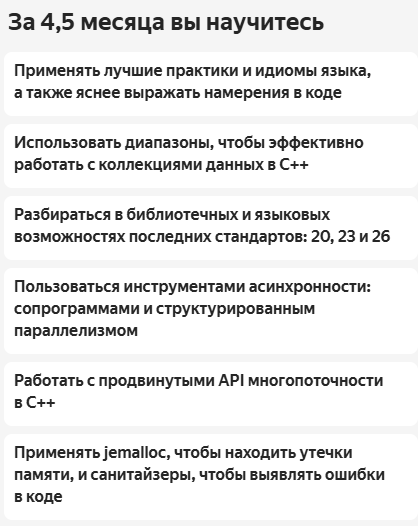 За 4,5 месяца вы научитесь
Применять лучшие практики и идиомы языка,
а также яснее выражать намерения в коде
Использовать диапазоны, чтобы эффективно
работать с коллекциями данных в C++
Разбираться в библиотечных и языковых
возможностях последних стандартов: 20, 23 и 26
Пользоваться инструментами асинхронности:
сопрограммами и структурированным
параллелизмом
Работать с продвинутыми API многопоточности
в C++
Применять jemalloc, чтобы находить утечки
памяти, и санитайзеры, чтобы выявлять ошибки
в коде